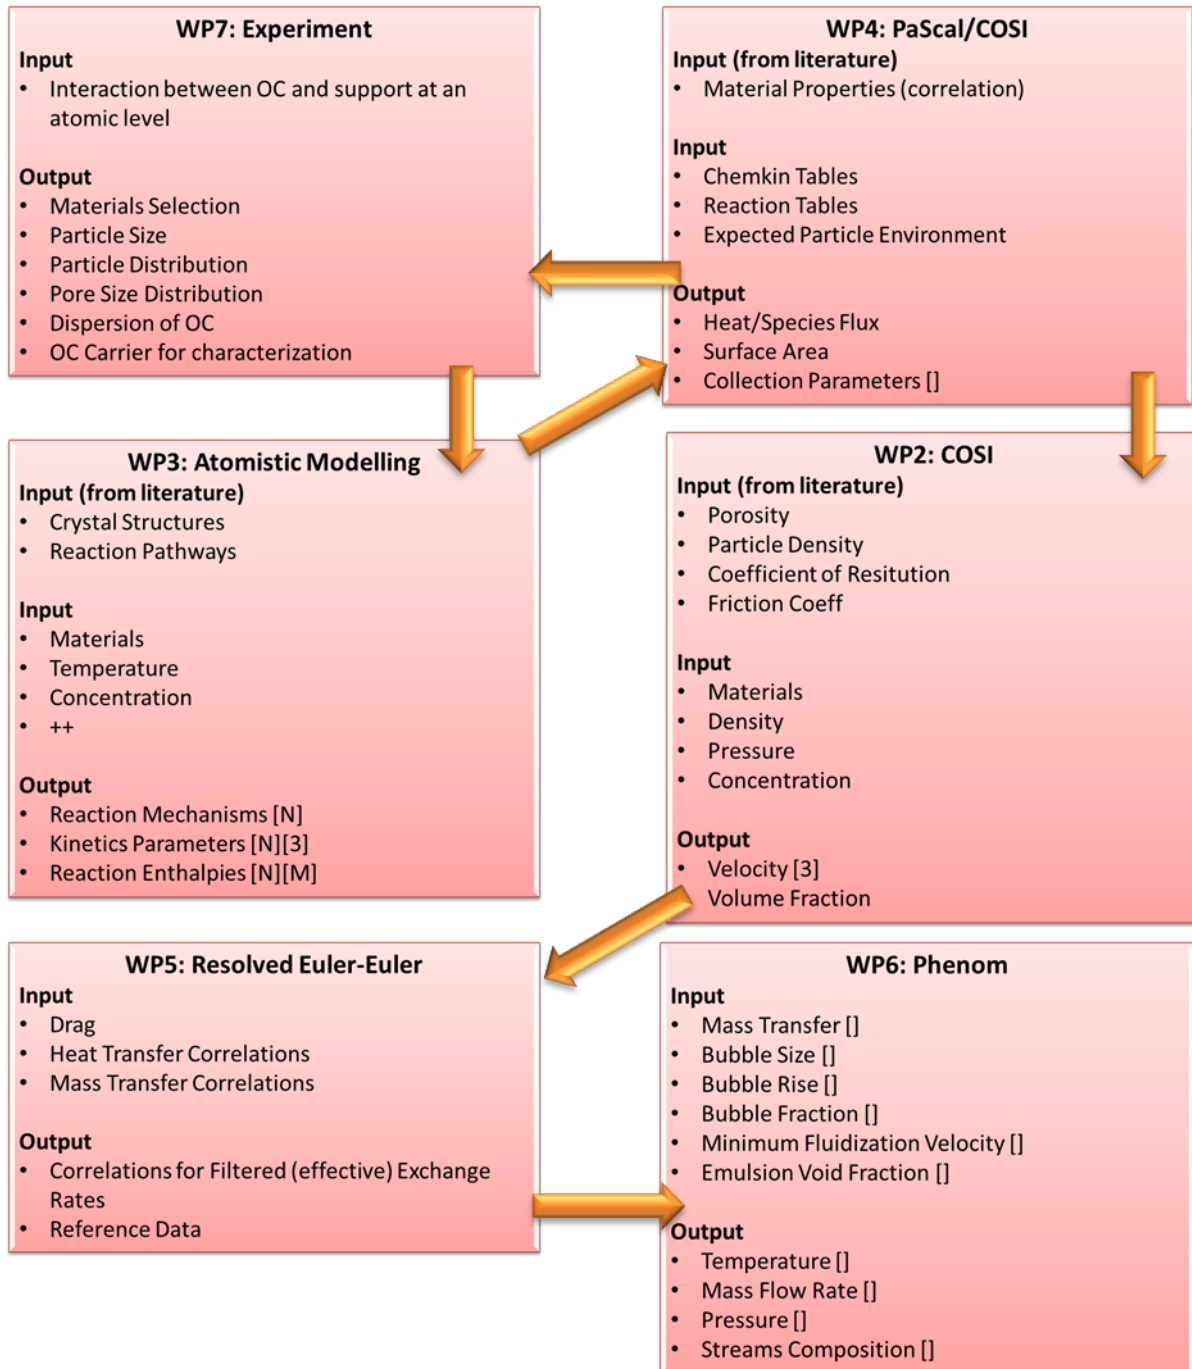 WP7: Experiment
Input
• Interaction between OC and support at an
atomic level
Output
• Materials Selection
• Particle Size
• Particle Distribution
• Pore Size Distribution
• Dispersion of OC
• OC Carrier for characterization
WP4: PaScal/COSI
Input (from literature)
• Material Properties (correlation)
Input
• Chemkin Tables
• Reaction Tables
• Expected Particle Environment
Output
• Heat/Species Flux
• Surface Area
• Collection Parameters []
WP3: Atomistic Modelling
Input (from literature)
• Crystal Structures
• Reaction Pathways
Input
• Materials
• Temperature
• Concentration
• ++
Output
• Reaction Mechanisms [N]
• Kinetics Parameters [N][3]
• Reaction Enthalpies [N][M]
WP2: COSI
Input (from literature)
• Porosity
• Particle Density
• Coefficient of Resitution
• Friction Coeff
Input
• Materials
• Density
• Pressure
• Concentration
Output
• Velocity [3]
Volume Fraction
WP5: Resolved Euler-Euler
Input
• Drag
• Heat Transfer Correlations
• Mass Transfer Correlations
Output
• Correlations for Filtered (effective) Exchange
Rates
• Reference Data
WP6: Phenom
Input
• Mass Transfer []
• Bubble Size []
• Bubble Rise []
• Bubble Fraction []
• Minimum Fluidization Velocity []
• Emulsion Void Fraction []
Output
• Temperature []
• Mass Flow Rate []
• Pressure []
• Streams Composition []